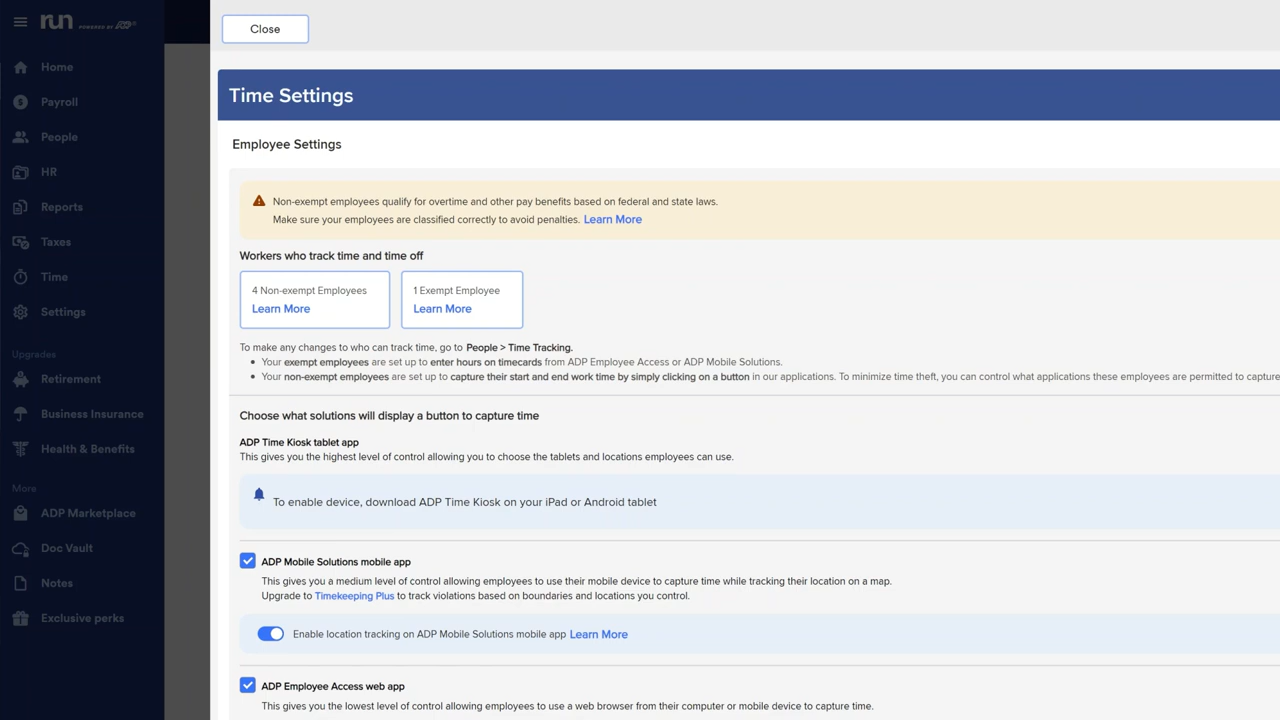 run POWERED BY ADP
Close
Home
Payroll
People
HR
Reports
Taxes
Time
Settings
Upgrades
Retirement
Business Insurance
Health & Benefits
More
ADP Marketplace
Doc Vault
Notes
Exclusive perks
Time Settings
Employee Settings
Non-exempt employees qualify for overtime and other pay benefits based on federal and state laws.
Make sure your employees are classified correctly to avoid penalties. Learn More
Workers who track time and time off
4 Non-exempt Employees
Learn More
1 Exempt Employee
Learn More
To make any changes to who can track time, go to People > Time Tracking.
• Your exempt employees are set up to enter hours on timecards from ADP Employee Access or ADP Mobile Solutions.
• Your non-exempt employees are set up to capture their start and end work time by simply clicking on a button in our applications. To minimize time theft, you can control what applications these employees are permitted to capture
Choose what solutions will display a button to capture time
ADP Time Kiosk tablet app
This gives you the highest level of control allowing you to choose the tablets and locations employees can use.
To enable device, download ADP Time Kiosk on your iPad or Android tablet
ADP Mobile Solutions mobile app
This gives you a medium level of control allowing employees to use their mobile device to capture time while tracking their location on a map.
Upgrade to Timekeeping Plus to track violations based on boundaries and locations you control.
Enable location tracking on ADP Mobile Solutions mobile app Learn More
ADP Employee Access web app
This gives you the lowest level of control allowing employees to use a web browser from their computer or mobile device to capture time.